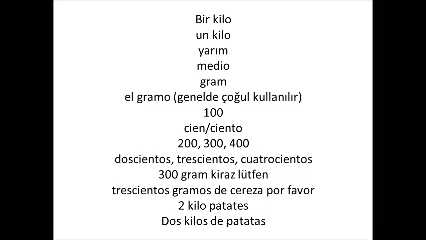 Bir kilo
un kilo
yarım
medio
gram
el gramo (genelde çoğul kullanılır)
100
cien/ciento
200, 300, 400
doscientos, trescientos, cuatrocientos
300 gram kiraz lütfen
trescientos gramos de cereza por favor
2 kilo patates
Dos kilos de patatas